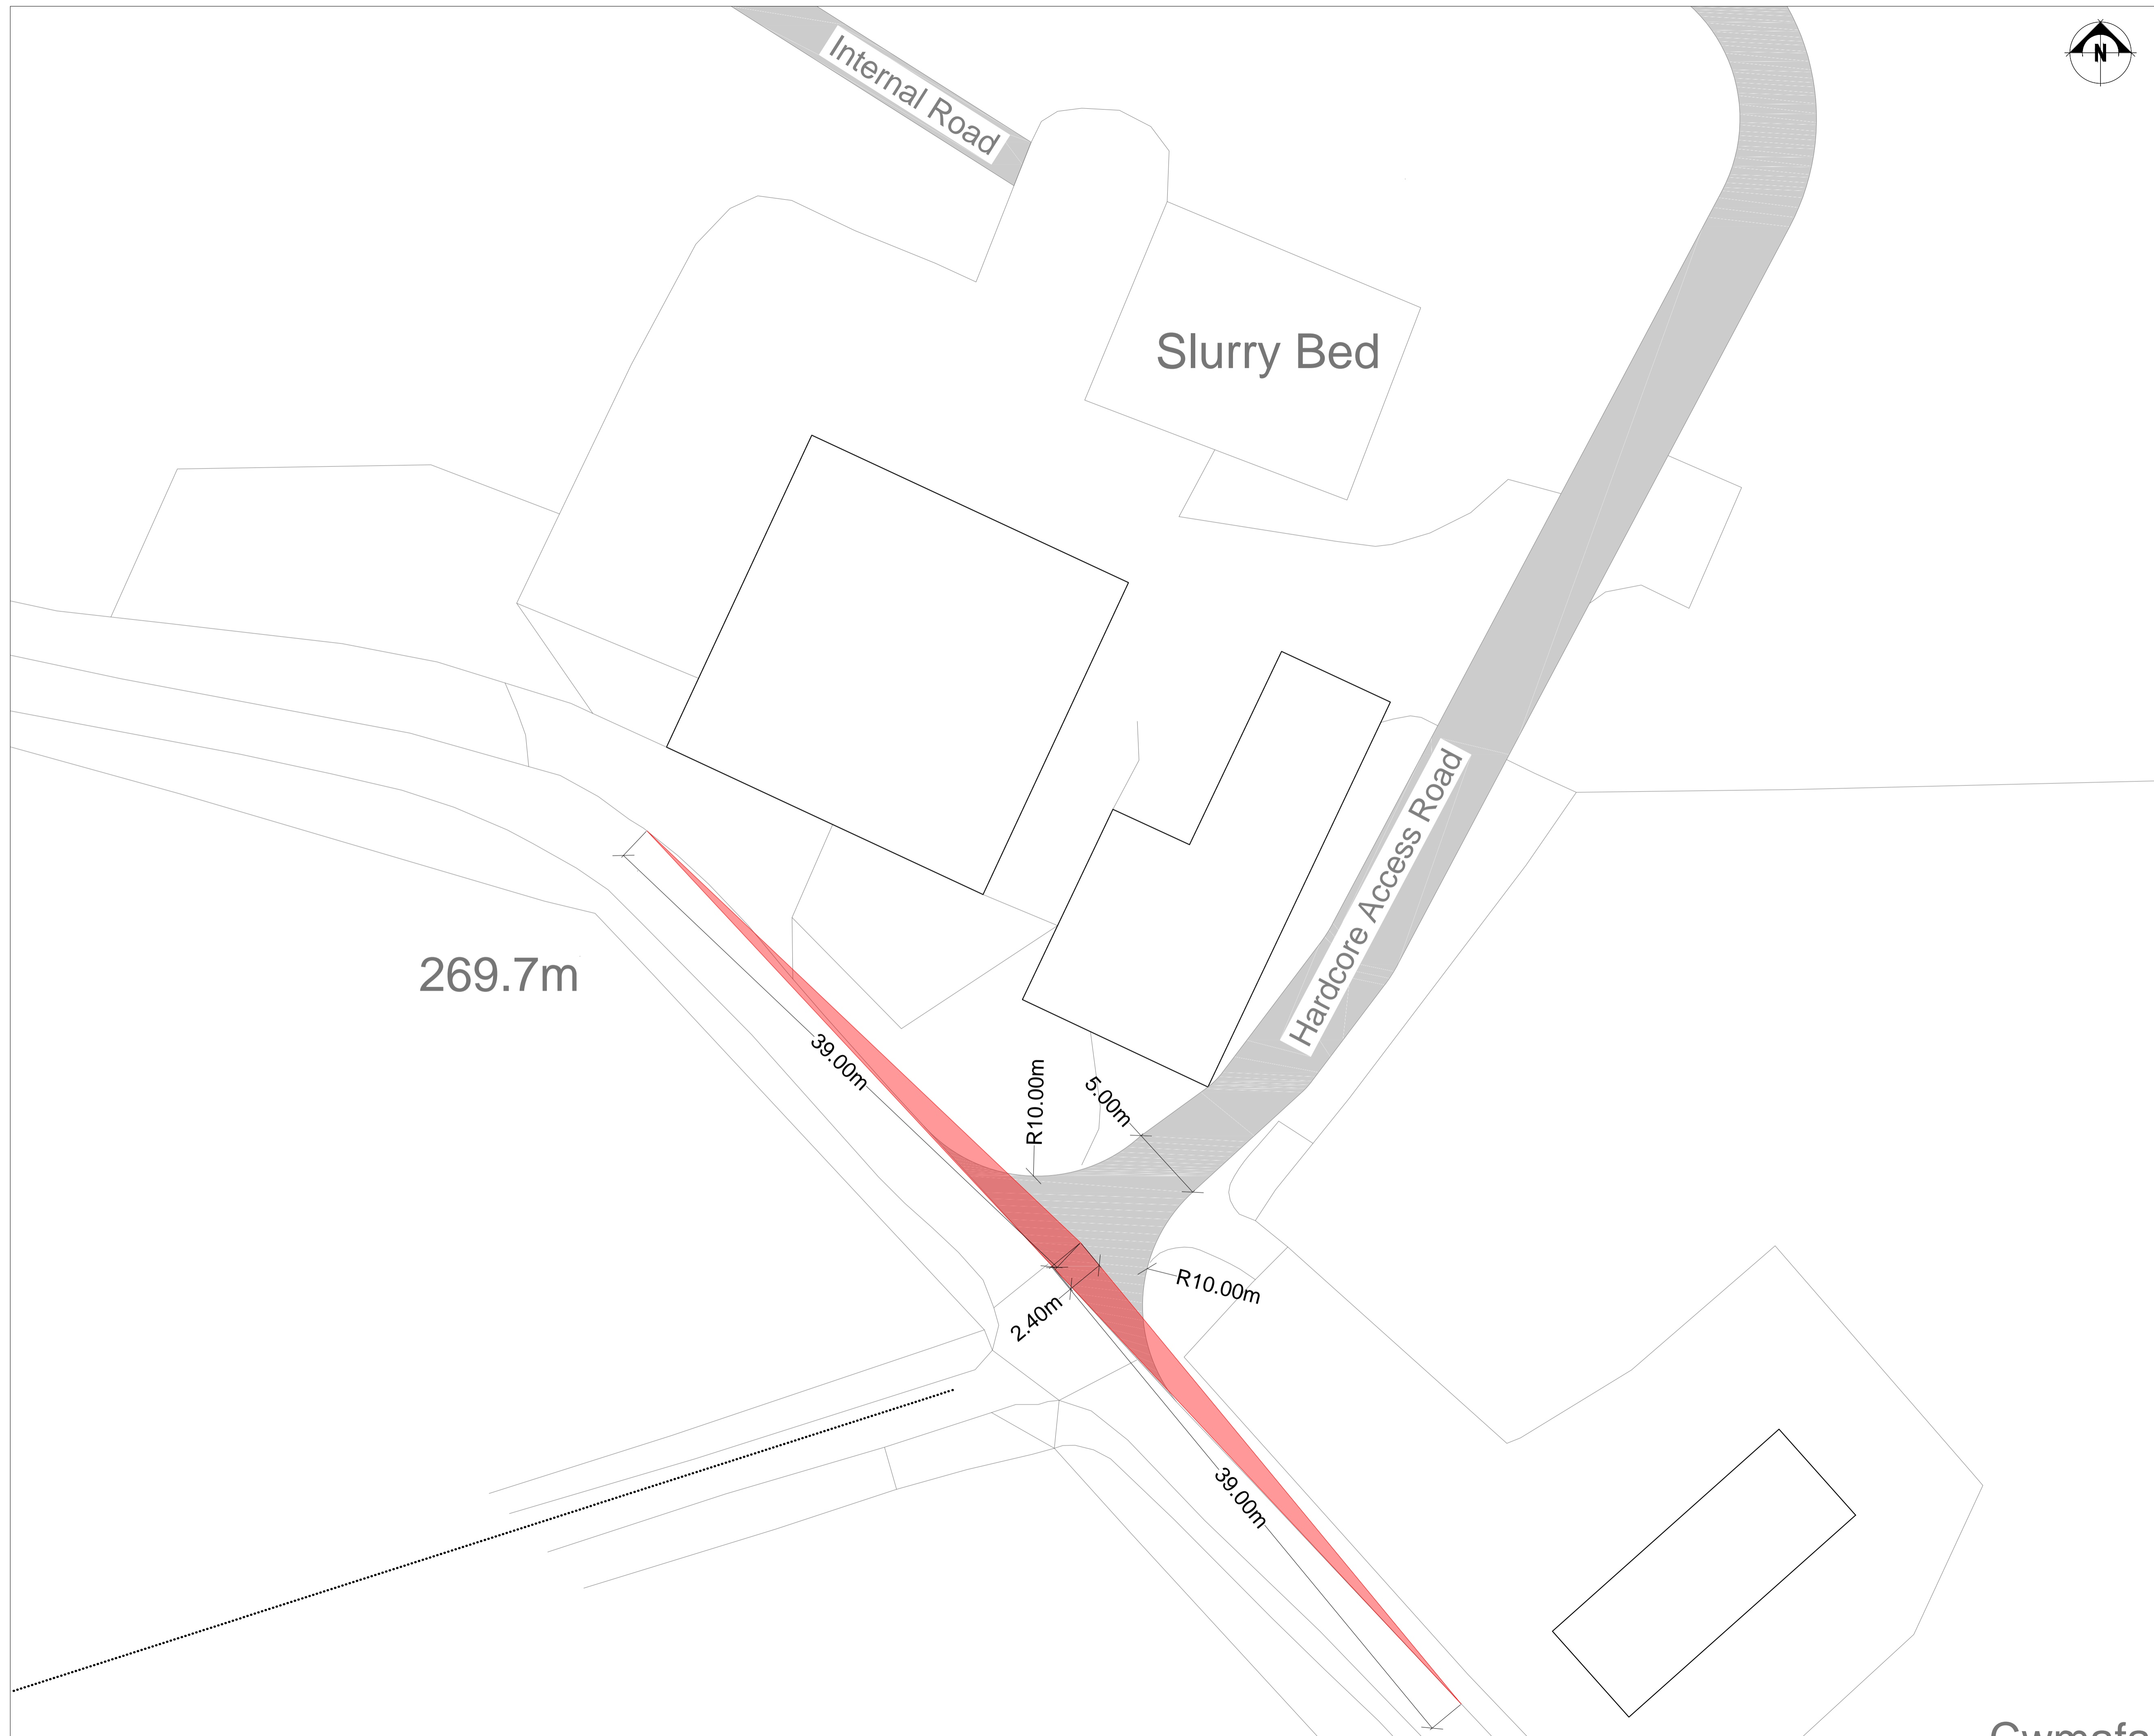 Internal Road
N
Slurry Bed
Hardcore Access Road
269.7m
39.00m
R10.00m
5.00m
R10.00m
2.40m
39.00m